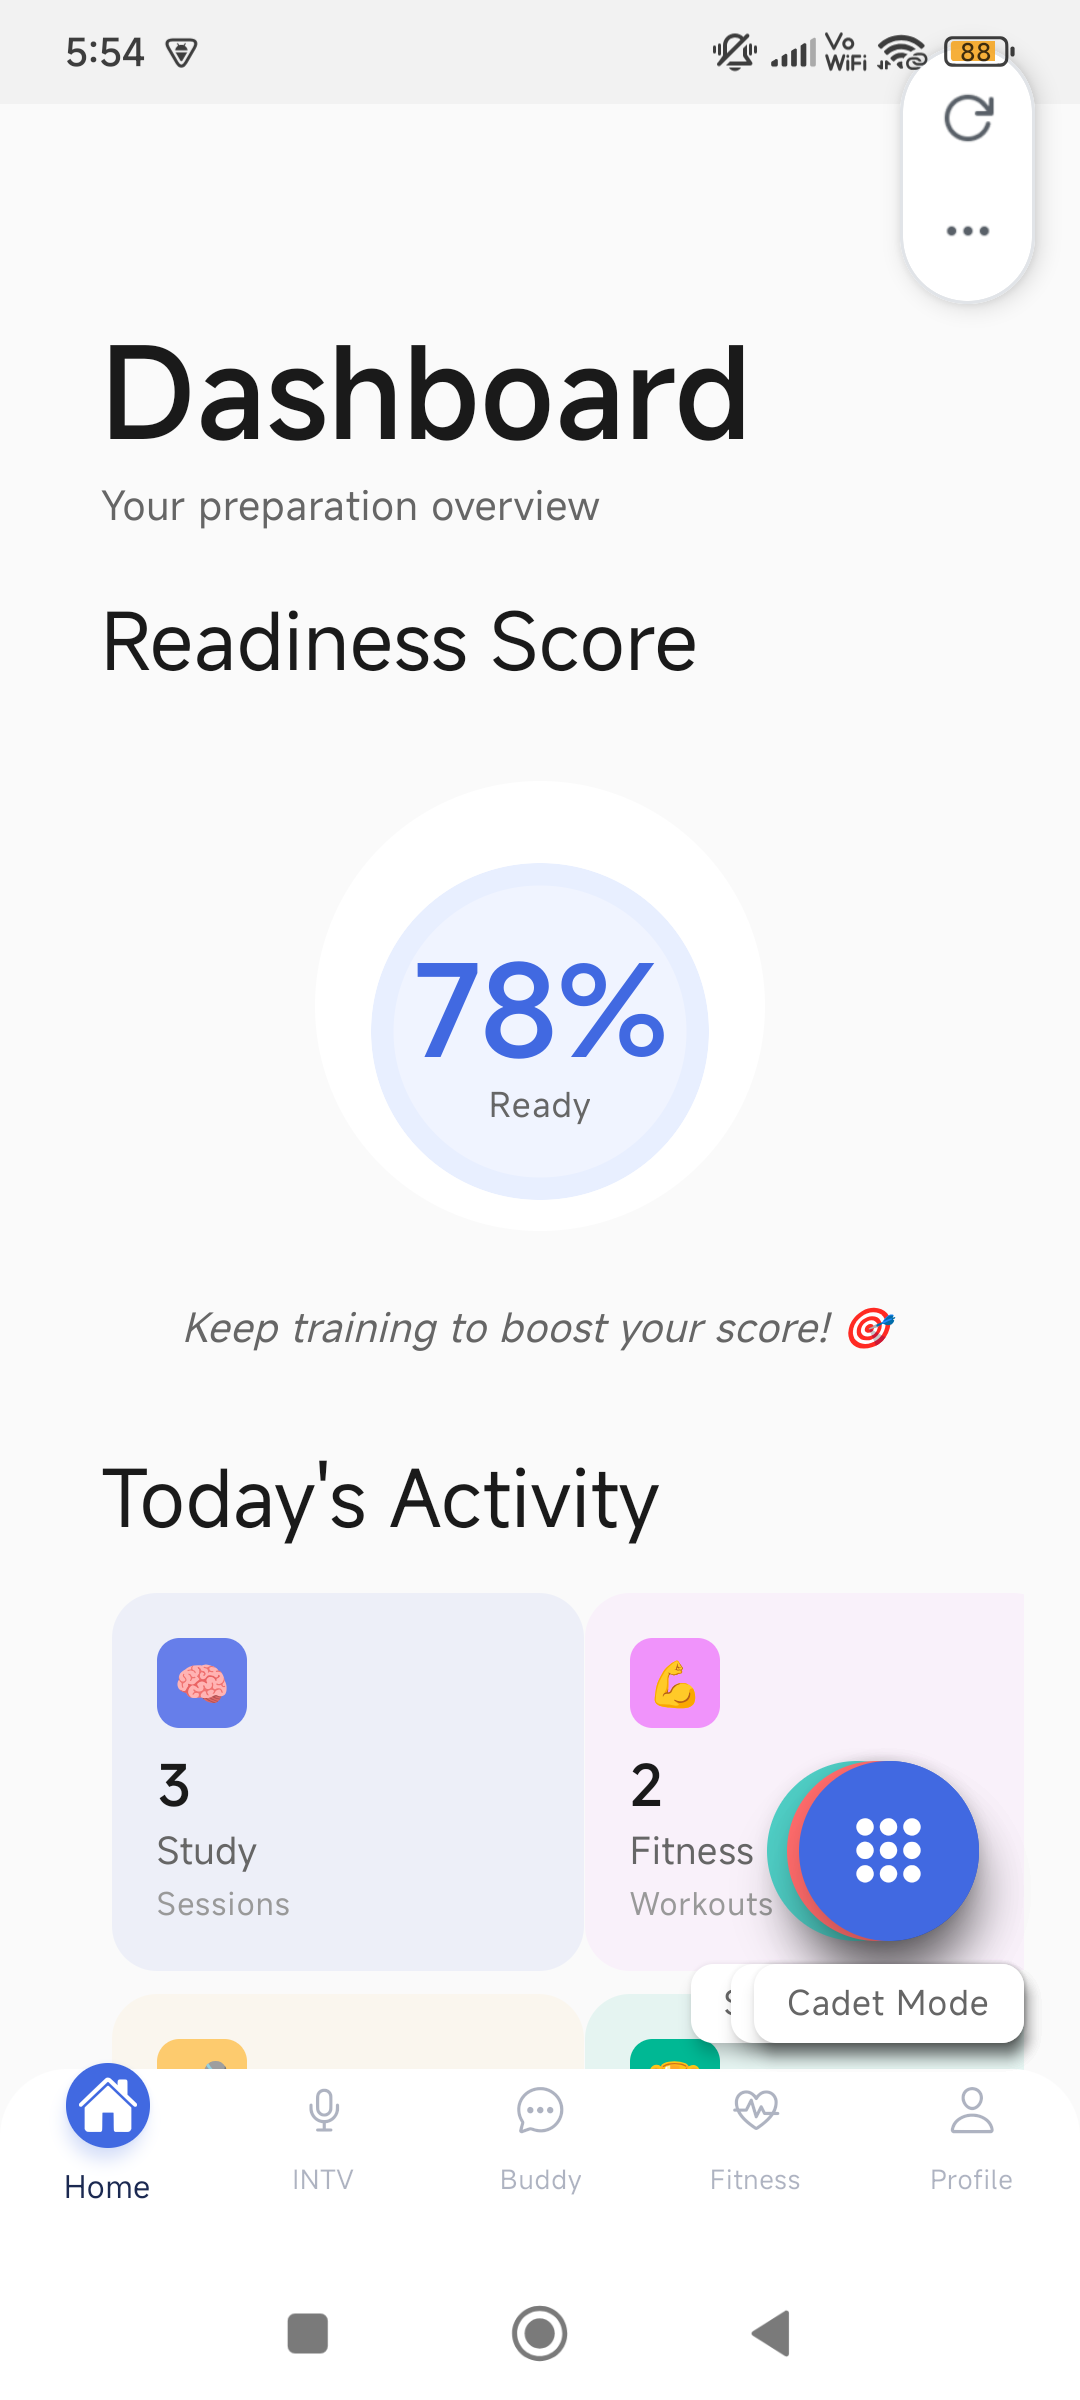 5:54
Vo
WiFi
88
Dashboard
Your preparation overview
Readiness Score
78%
Ready
Keep training to boost your score!
Today's Activity
3
Study
Sessions
2
Fitness
Workouts
Cadet Mode
Home
INTV
Buddy
Fitness
Profile